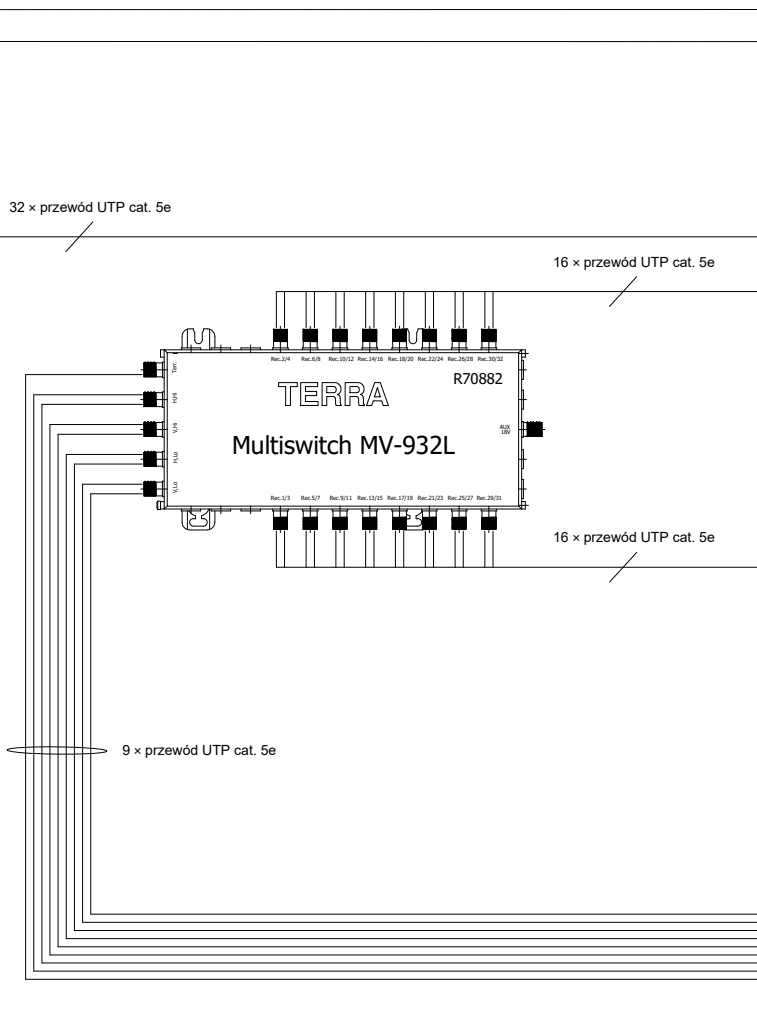 32 × przewód UTP cat. 5e
16 × przewód UTP cat. 5e
Rec.2/4 Rec.6/8 Rec.10/12 Rec.14/16 Rec.18/20 Rec.22/24 Rec.26/28 Rec.30/32
Terr.
TERRA
R70882
H,Hi
V,Hi
AUX
18V
Multiswitch MV-932L
H,Lo
V,Lo
Rec.1/3 Rec.5/7 Rec.9/11 Rec.13/15 Rec.17/19 Rec.21/23 Rec.25/27 Rec.29/31
16 × przewód UTP cat. 5e
9 × przewód UTP cat. 5e